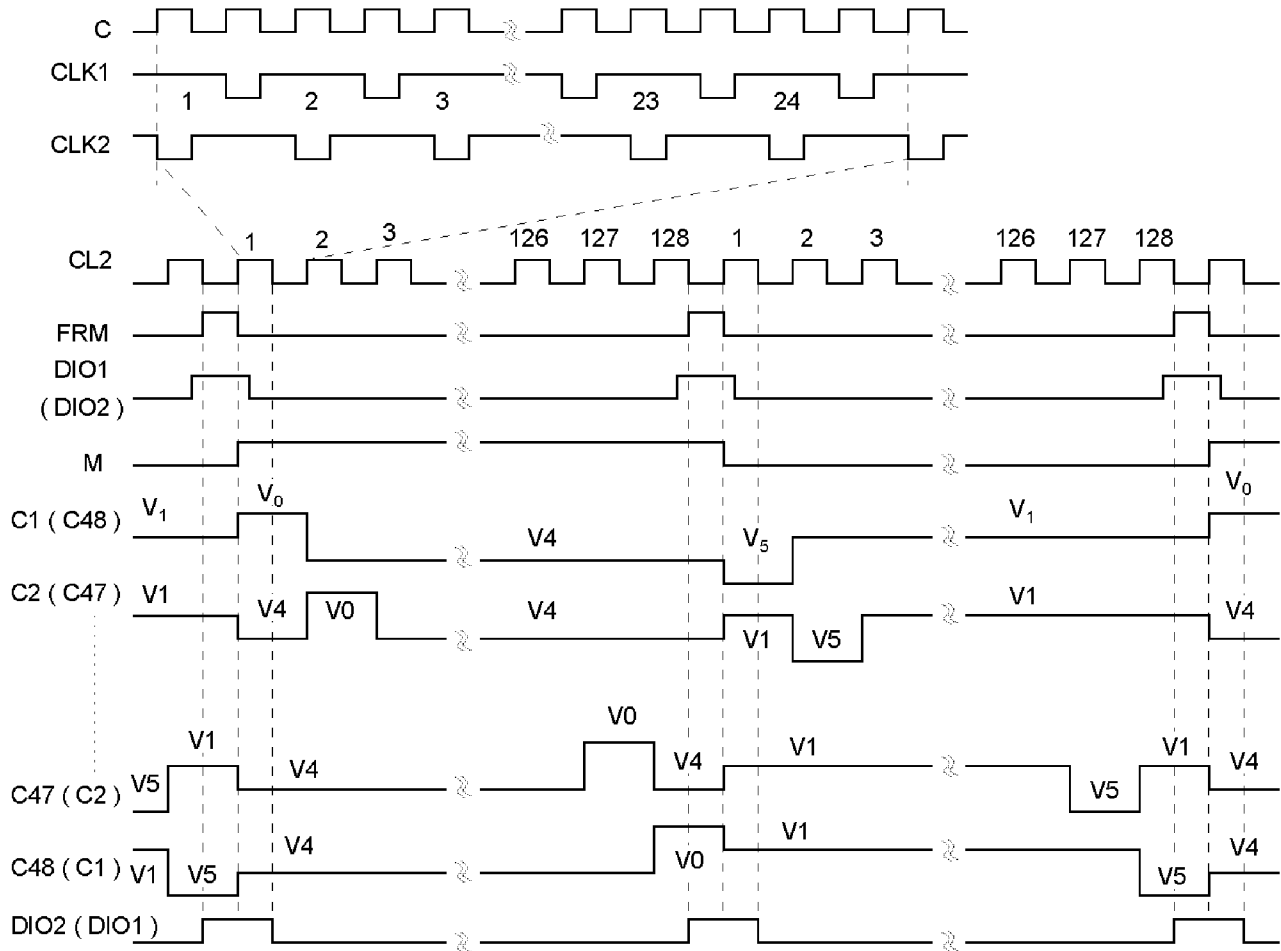 C
CLK1
1 2 3 23 24
CLK2
1 2 3 126 127 128 1 2 3 126 127 128
CL2
FRM
DIO1
( DIO2 )
M
V0
V1 V0 V1
C1 ( C48 ) V4 V5
C2 ( C47 ) V1 V4 V0 V4 V1 V5 V1 V4
V0
V1 V4 V4 V1 V1 V4
C47 ( C2 ) V5 V5
V4 V1 V4
C48 ( C1 ) V1 V5 V0 V5
DIO2 ( DIO1 )